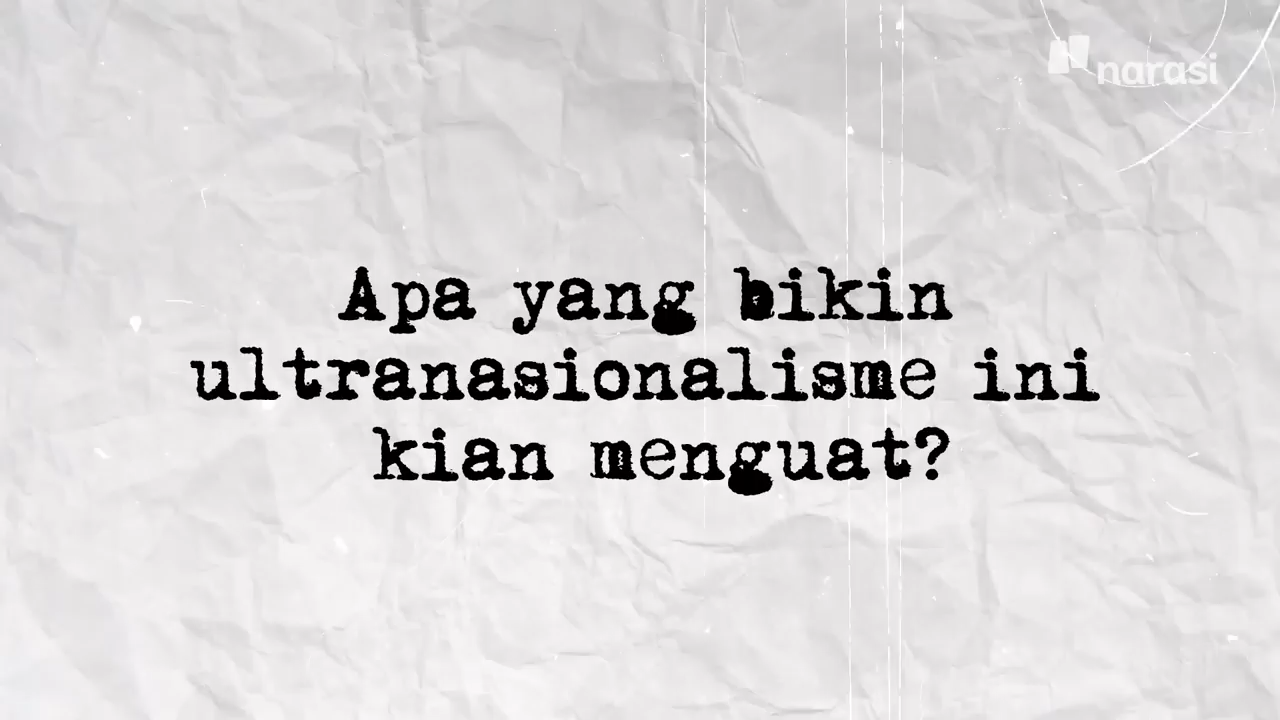 narasi
Apa yang bikin
ultranasionalisme ini
kian menguat?